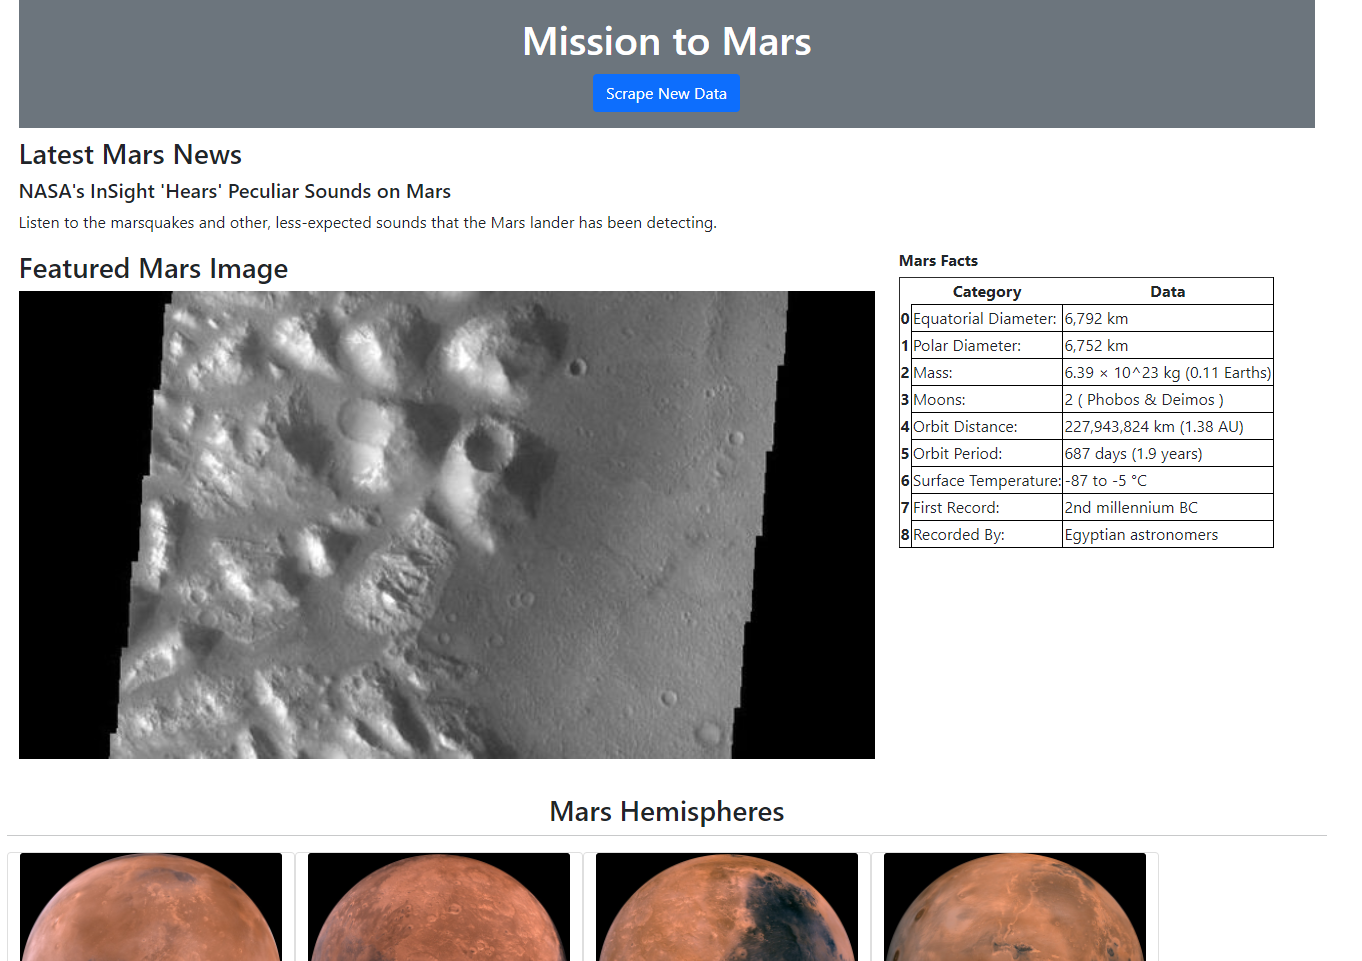 Mission to Mars
Scrape New Data
Latest Mars News
NASA's InSight 'Hears' Peculiar Sounds on Mars
Listen to the marsquakes and other, less-expected sounds that the Mars lander has been detecting.
Featured Mars Image
Mars Facts
Category Data
0 Equatorial Diameter: 6,792 km
1 Polar Diameter: 6,752 km
2 Mass: 6.39 × 10^23 kg (0.11 Earths)
3 Moons: 2 ( Phobos & Deimos )
4 Orbit Distance: 227,943,824 km (1.38 AU)
5 Orbit Period: 687 days (1.9 years)
6 Surface Temperature: -87 to -5 °C
7 First Record: 2nd millennium BC
8 Recorded By: Egyptian astronomers
Mars Hemispheres